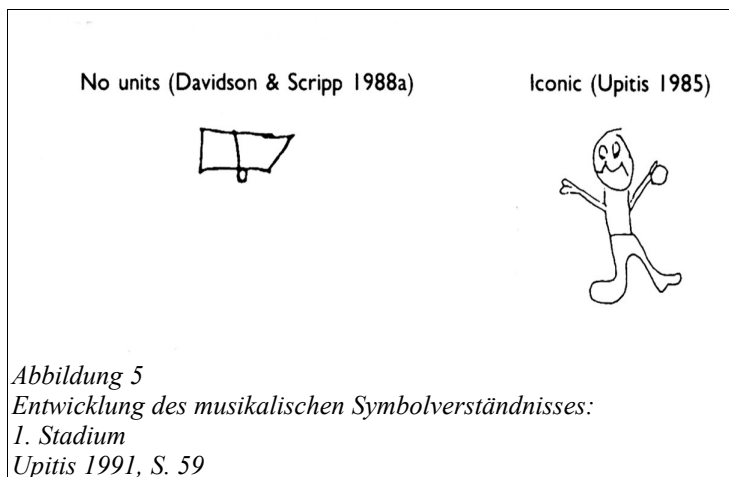 No units (Davidson & Scripp 1988a)
Iconic (Upitis 1985)
Abbildung 5
Entwicklung des musikalischen Symbolverständnisses:
1. Stadium
Upitis 1991, S. 59